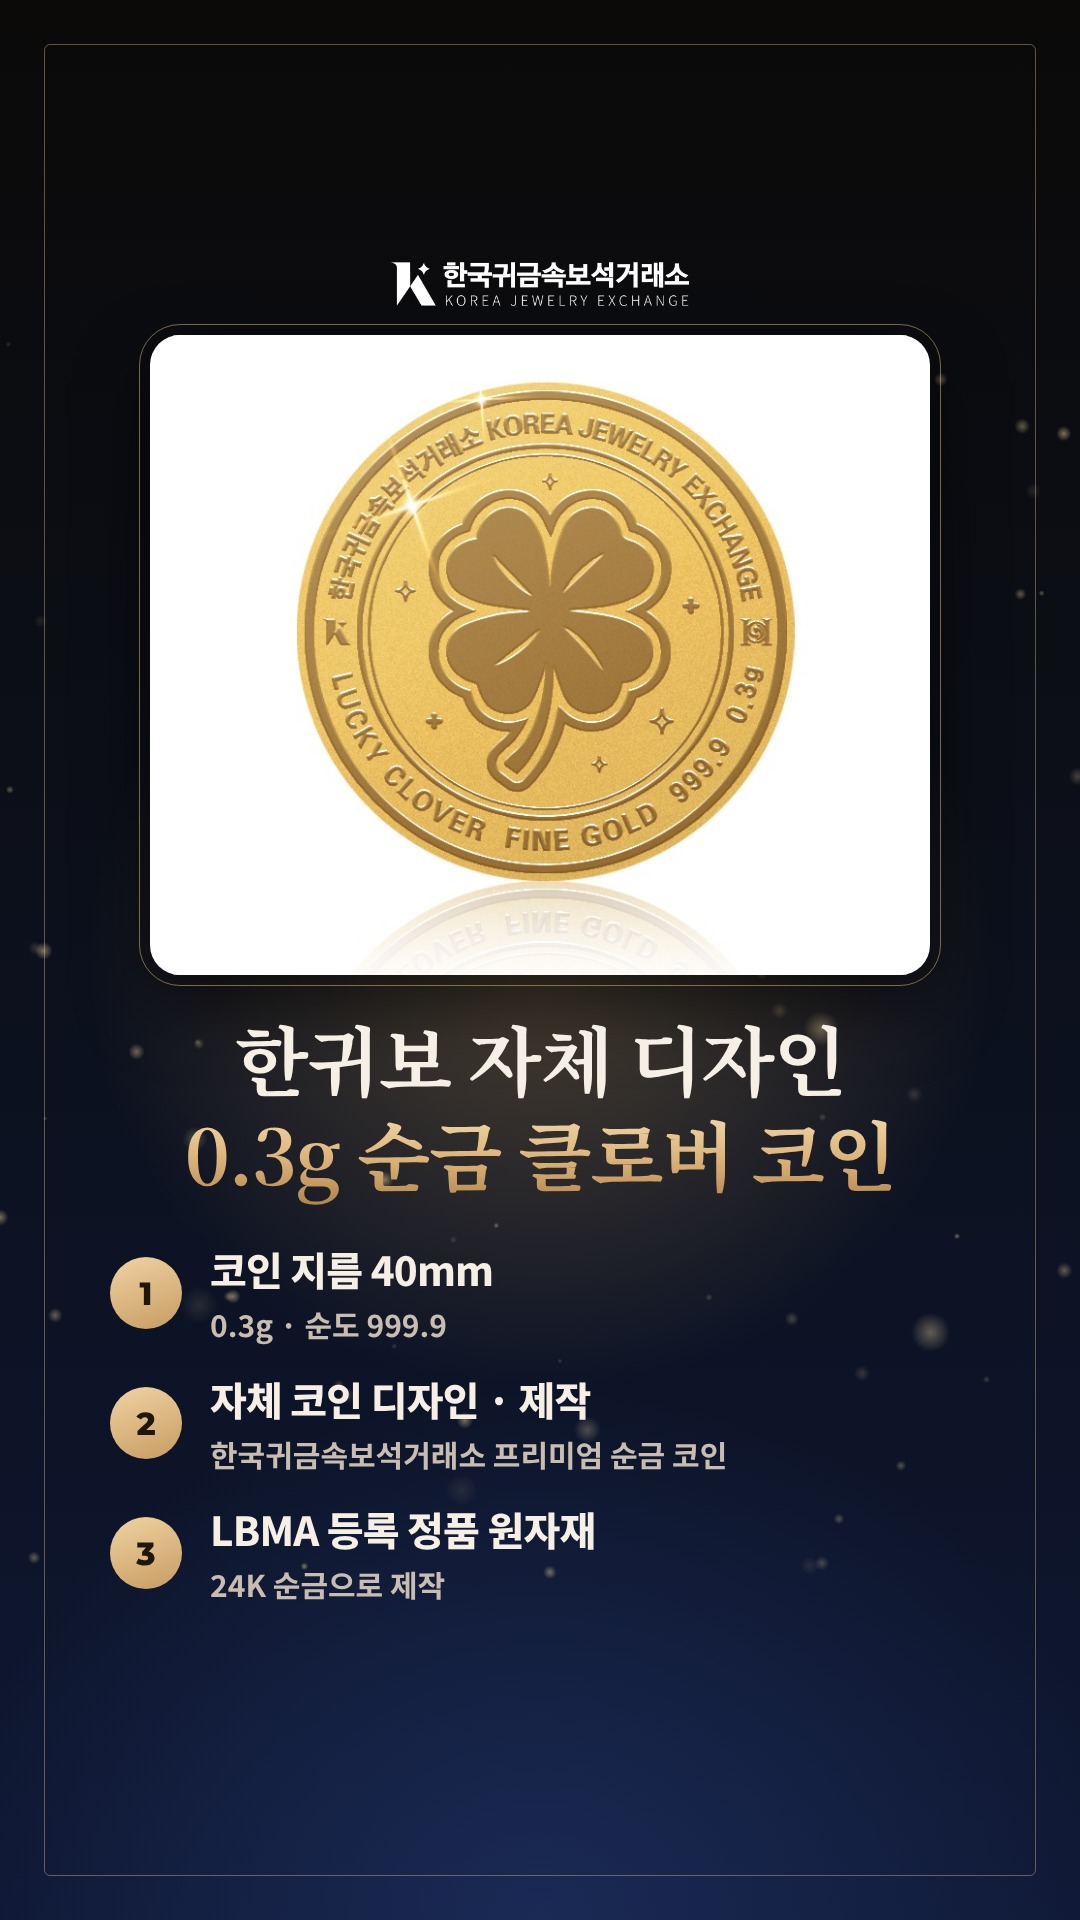 한국귀금속보석거래소
KOREA JEWELRY EXCHANGE
한국귀금속보석거래소 KOREA JEWELRY EXCHANGE
LUCKY CLOVER FINE GOLD 999.9 0.3g
한귀보 자체 디자인
0.3g 순금 클로버 코인
1
코인 지름 40mm
0.3g · 순도 999.9
2
자체 코인 디자인 · 제작
한국귀금속보석거래소 프리미엄 순금 코인
3
LBMA 등록 정품 원자재
24K 순금으로 제작